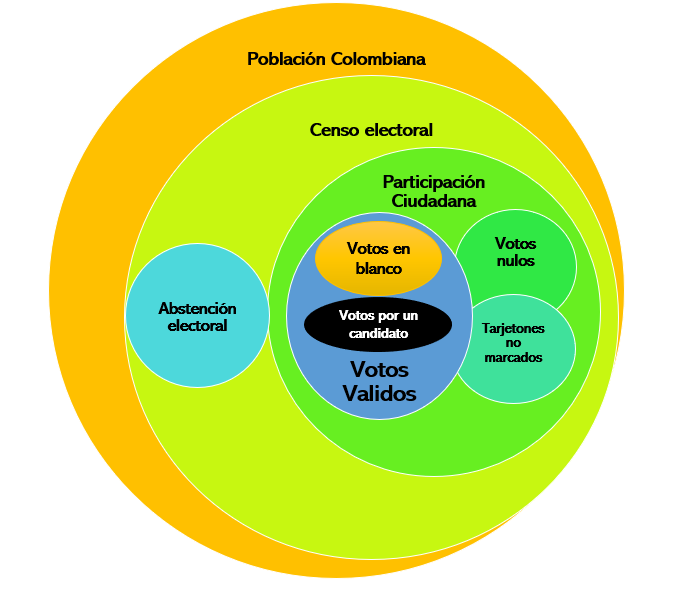 Población Colombiana
Censo electoral
Participación
Ciudadana
Votos en
blanco
Votos
nulos
Abstención
electoral
Votos por un
candidato
Tarjetones
no
marcados
Votos
Validos